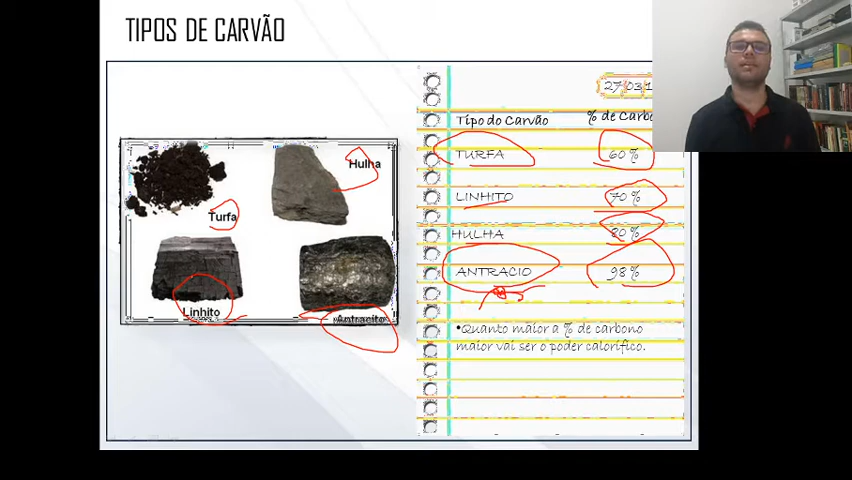 TIPOS DE CARVÃO
Hulha
Turfa
Linhito
Antracito
27/03/1
Tipo do Carvão % de Carbo
TURFA 60%
LINHITO 70%
HULHA 80%
ANTRACIO 98%
•Quanto maior a % de carbono
maior vai ser o poder calorífico.